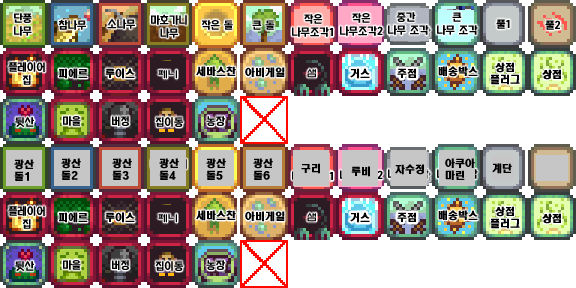 단풍 나무 참나무 소나무 마호가니 나무 작은 돌 큰 돌 작은 나무조각1 작은 나무조각2 중간 나무 조각 큰 나무 조각 풀1 풀2
플레이어 집 피에르 루이스 메니 세바스찬 아비게일 샘 거스 주점 배송박스 상점 플러그 상점
뒷산 마을 버정 집이동 농장
광산 돌1 광산 돌2 광산 돌3 광산 돌4 광산 돌5 광산 돌6 구리 루비 자수정 아쿠아 마린 계단
플레이어 집 피에르 루이스 메니 세바스찬 아비게일 샘 거스 주점 배송박스 상점 플러그 상점
뒷산 마을 버정 집이동 농장